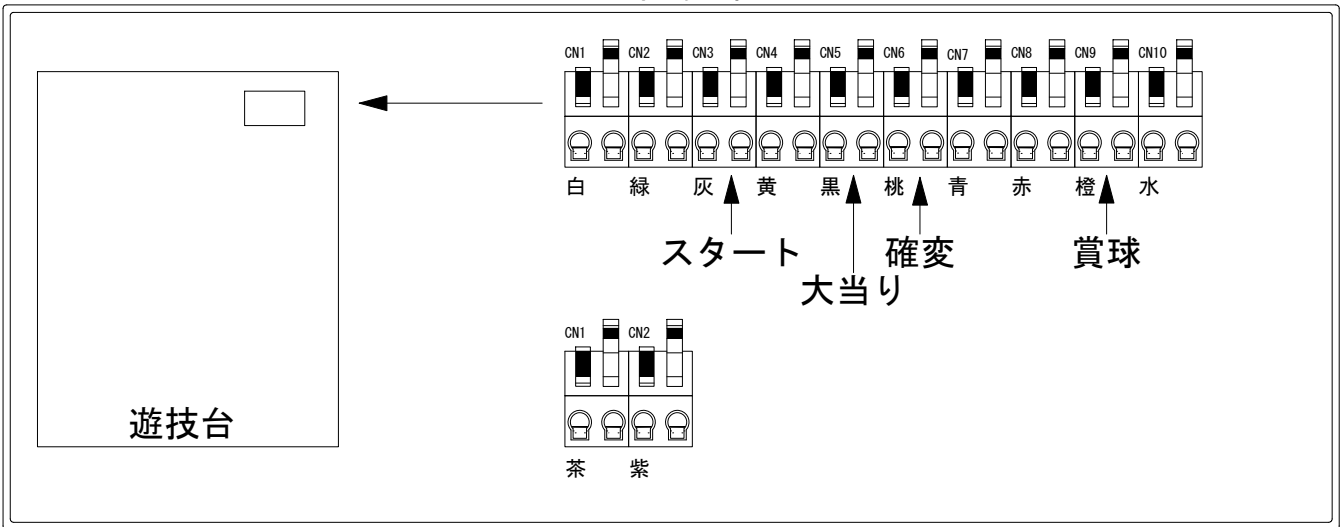 CN1 CN2 CN3 CN4 CN5 CN6 CN7 CN8 CN9 CN10
白 緑 灰 黄 黒 桃 青 赤 橙 水
スタート 確変 賞球
大当り
CN1 CN2
遊技台
茶 紫